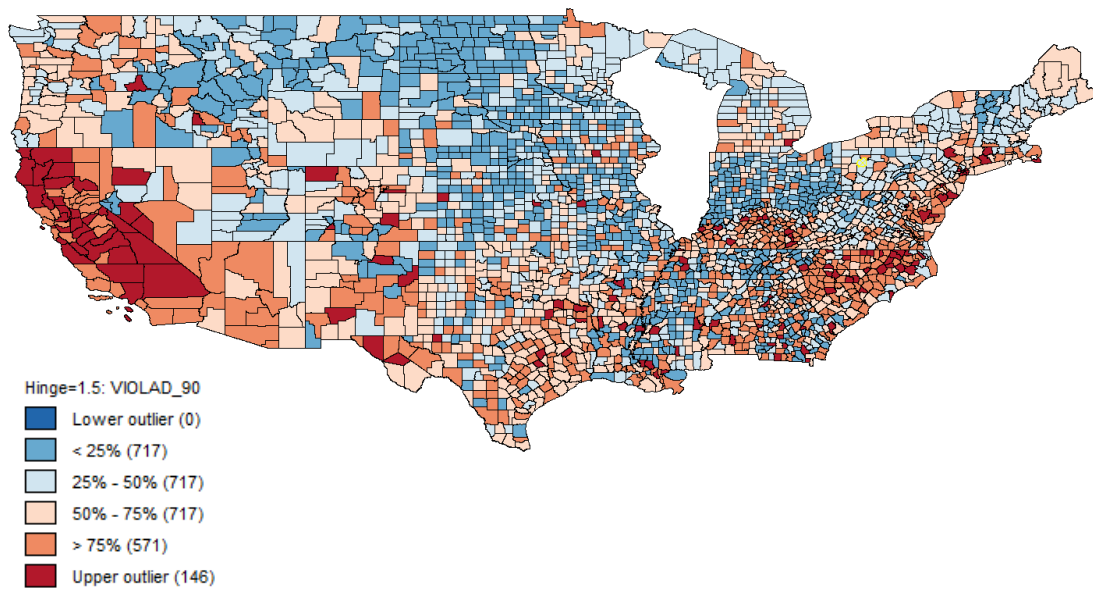 Hinge=1.5: VIOLAD_90
Lower outlier (0)
< 25% (717)
25% - 50% (717)
50% - 75% (717)
> 75% (571)
Upper outlier (146)